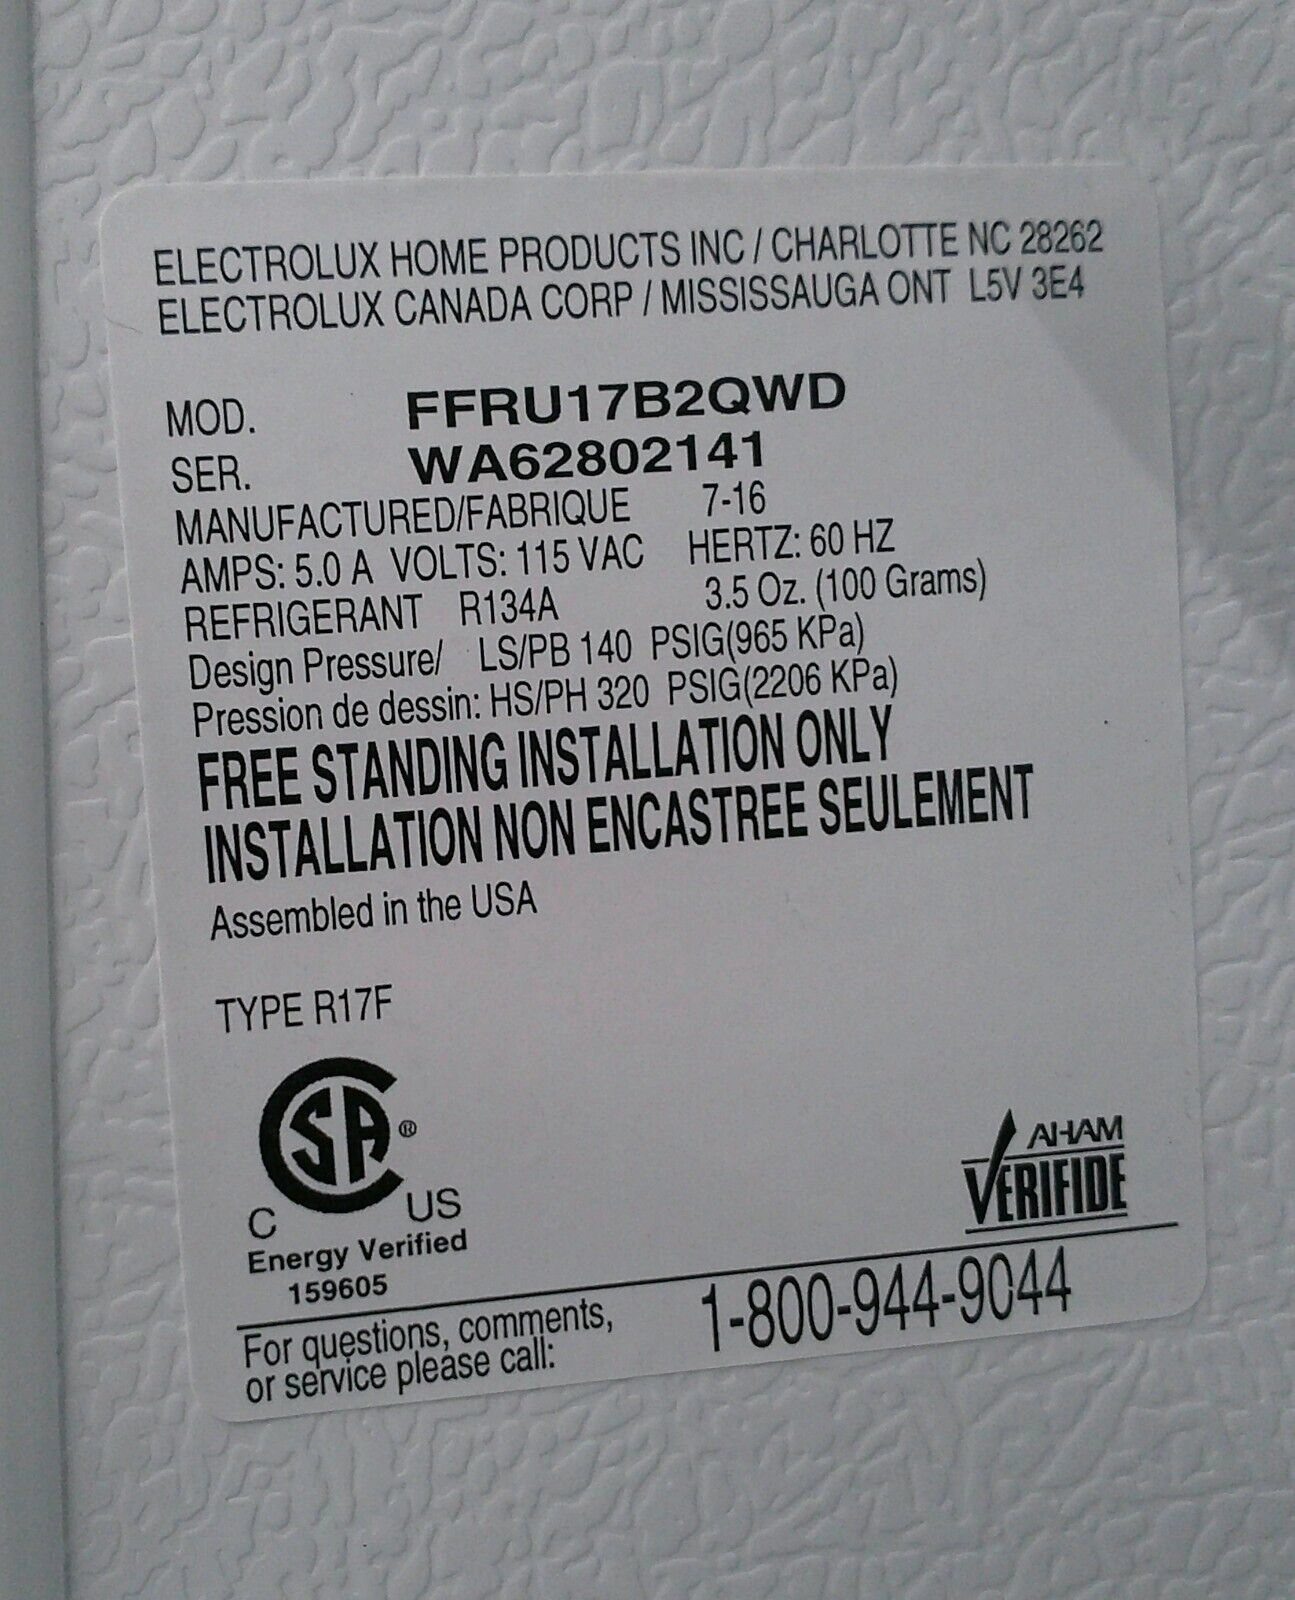 ELECTROLUX HOME PRODUCTS INC / CHARLOTTE NC 28262
ELECTROLUX CANADA CORP / MISSISSAUGA ONT L5V 3E4
MOD. FFRU17B2QWD
SER. WA62802141
MANUFACTURED/FABRIQUE 7-16
AMPS: 5.0 A VOLTS: 115 VAC HERTZ: 60 HZ
REFRIGERANT R134A 3.5 Oz. (100 Grams)
Design Pressure/ LS/PB 140 PSIG(965 KPa)
Pression de dessin: HS/PH 320 PSIG(2206 KPa)
FREE STANDING INSTALLATION ONLY
INSTALLATION NON ENCASTREE SEULEMENT
Assembled in the USA
TYPE R17F
SA ®
C US
Energy Verified
159605
AHAM
VERIFIDE
For questions, comments,
or service please call:
1-800-944-9044